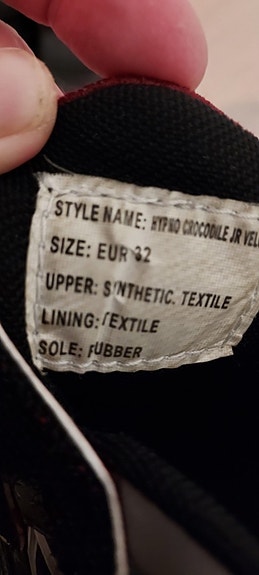 STYLE NAME: HYPNO CROCODILE JR VEL
SIZE: EUR 32
UPPER: SYNTHETIC. TEXTILE
LINING: TEXTILE
SOLE: RUBBER